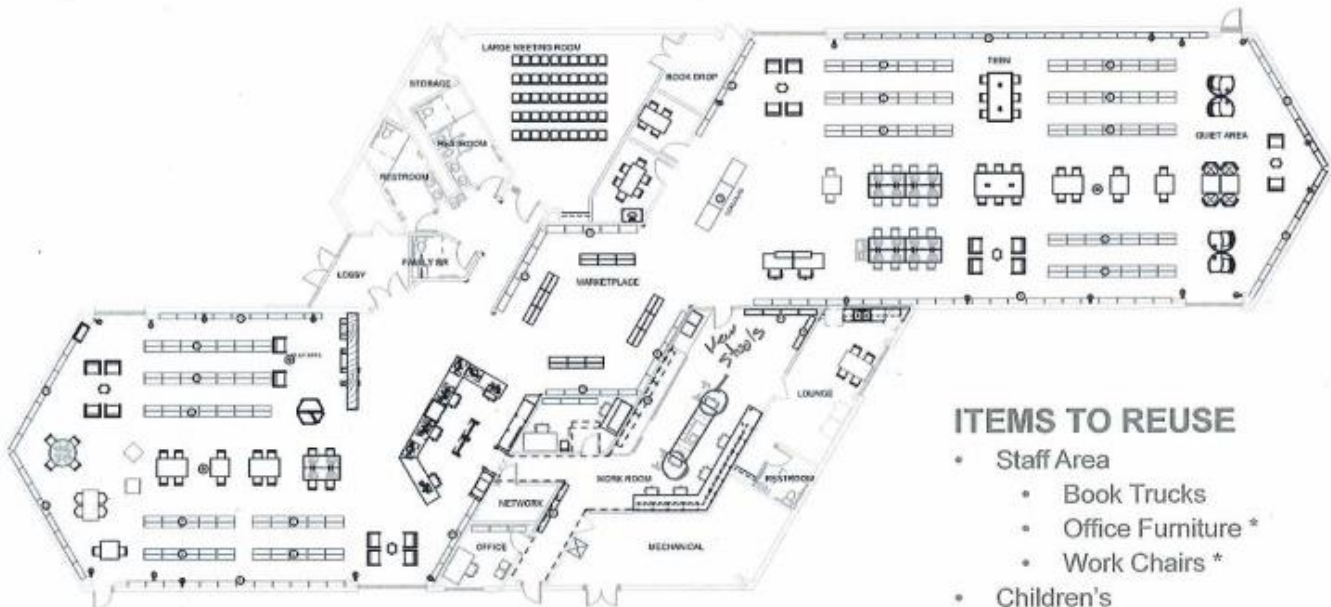 LARGE MEETING ROOM
STORAGE
BOOK DROP
TEEN
RESTROOM
QUIET AREA
RESTROOM
LOBBY
FAMILY RR
MARKETPLACE
New
Stools
LOUNGE
WORK ROOM
RESTROOM
NETWORK
OFFICE
MECHANICAL
ITEMS TO REUSE
• Staff Area
• Book Trucks
• Office Furniture *
• Work Chairs *
• Children's